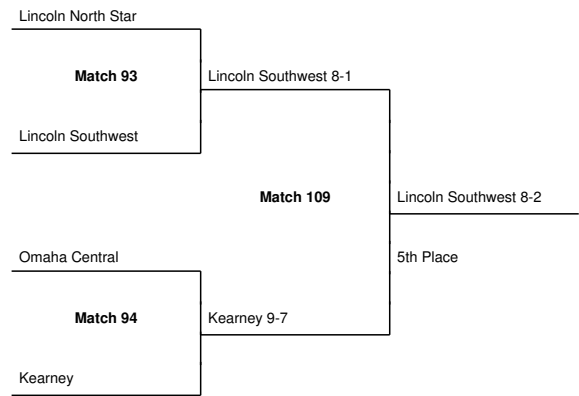 Lincoln North Star
Match 93
Lincoln Southwest 8-1
Lincoln Southwest
Match 109
Lincoln Southwest 8-2
Omaha Central
5th Place
Match 94
Kearney 9-7
Kearney